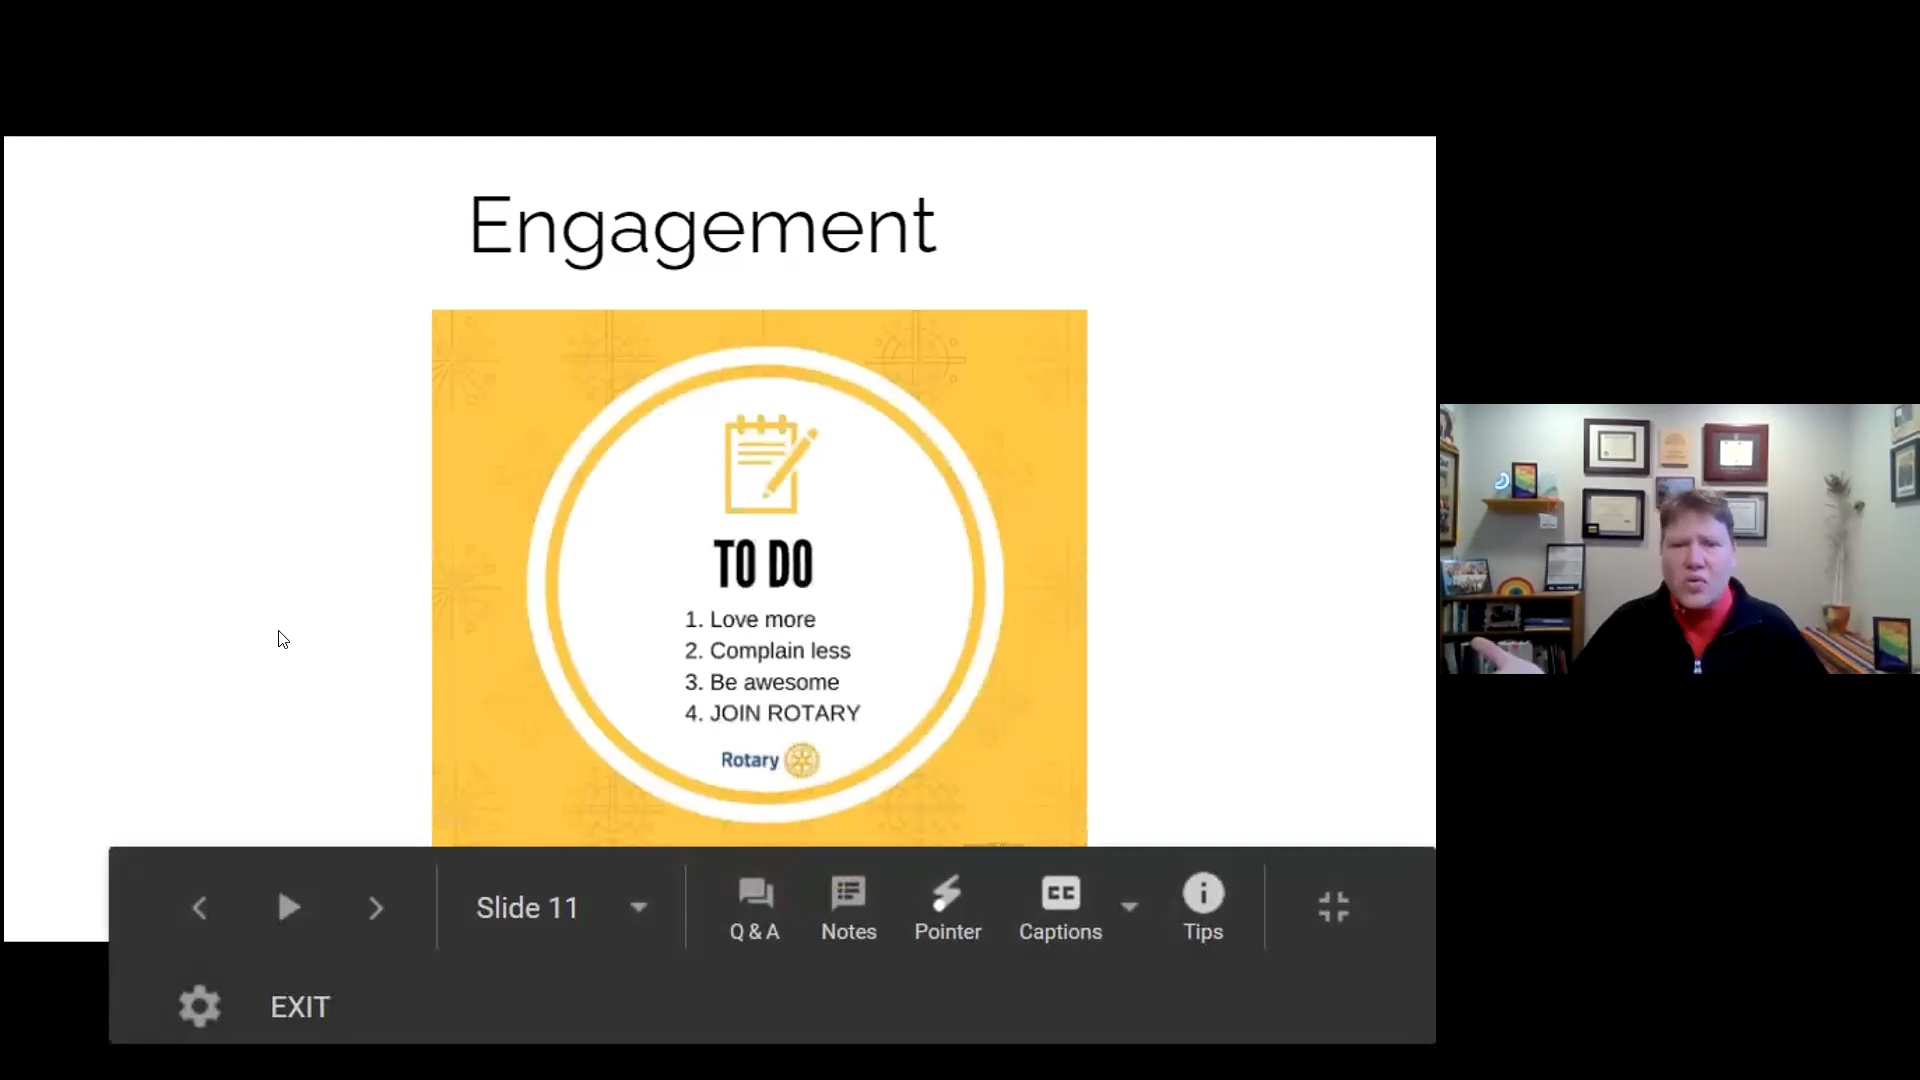 Engagement
TO DO
1. Love more
2. Complain less
3. Be awesome
4. JOIN ROTARY
Rotary
Slide 11
Q & A
Notes
Pointer
CC
Captions
Tips
EXIT